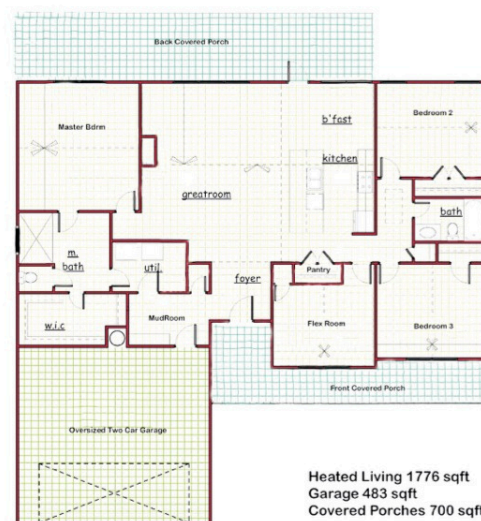 Back Covered Porch
Master Bdrm
b'fast
Bedroom 2
kitchen
greatroom
bath
m.
bath
util.
foyer
Pantry
w.i.c
MudRoom
Flex Room
Bedroom 3
Front Covered Porch
Oversized Two Car Garage
Heated Living 1776 sqft
Garage 483 sqft
Covered Porches 700 sqft